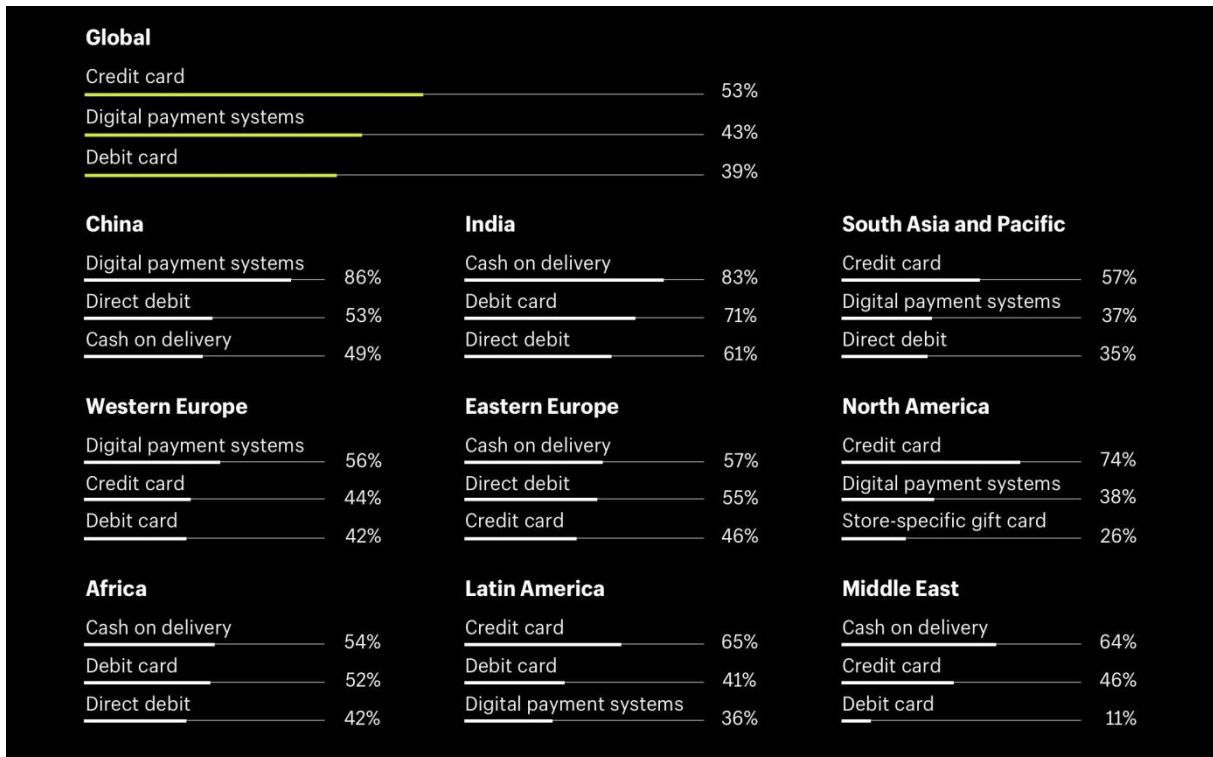 Global
Credit card
53%
Digital payment systems
43%
Debit card
39%
China
Digital payment systems
86%
Direct debit
53%
Cash on delivery
49%
India
Cash on delivery
83%
Debit card
71%
Direct debit
61%
South Asia and Pacific
Credit card
57%
Digital payment systems
37%
Direct debit
35%
Western Europe
Digital payment systems
56%
Credit card
44%
Debit card
42%
Eastern Europe
Cash on delivery
57%
Direct debit
55%
Credit card
46%
North America
Credit card
74%
Digital payment systems
38%
Store-specific gift card
26%
Africa
Cash on delivery
54%
Debit card
52%
Direct debit
42%
Latin America
Credit card
65%
Debit card
41%
Digital payment systems
36%
Middle East
Cash on delivery
64%
Credit card
46%
Debit card
11%